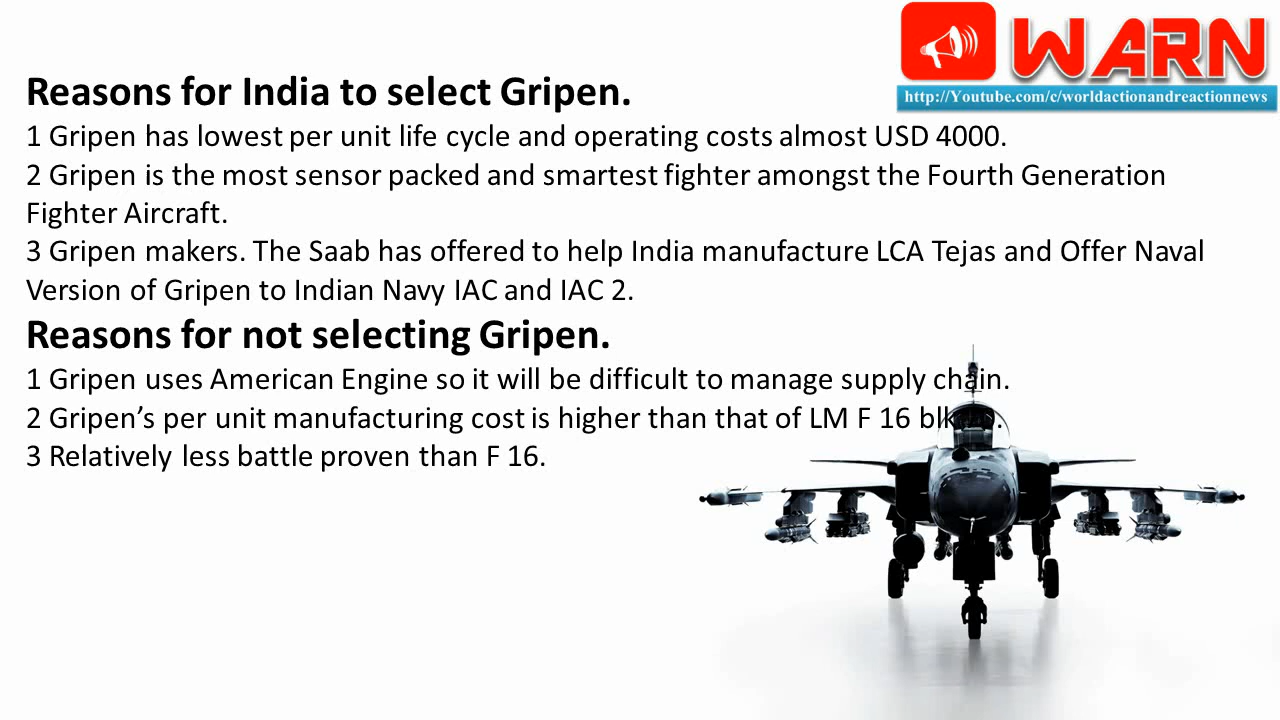 WARN
http://Youtube.com/c/worldactionandreactionnews
Reasons for India to select Gripen.
1 Gripen has lowest per unit life cycle and operating costs almost USD 4000.
2 Gripen is the most sensor packed and smartest fighter amongst the Fourth Generation
Fighter Aircraft.
3 Gripen makers. The Saab has offered to help India manufacture LCA Tejas and Offer Naval
Version of Gripen to Indian Navy IAC and IAC 2.
Reasons for not selecting Gripen.
1 Gripen uses American Engine so it will be difficult to manage supply chain.
2 Gripen’s per unit manufacturing cost is higher than that of LM F 16 blk
3 Relatively less battle proven than F 16.